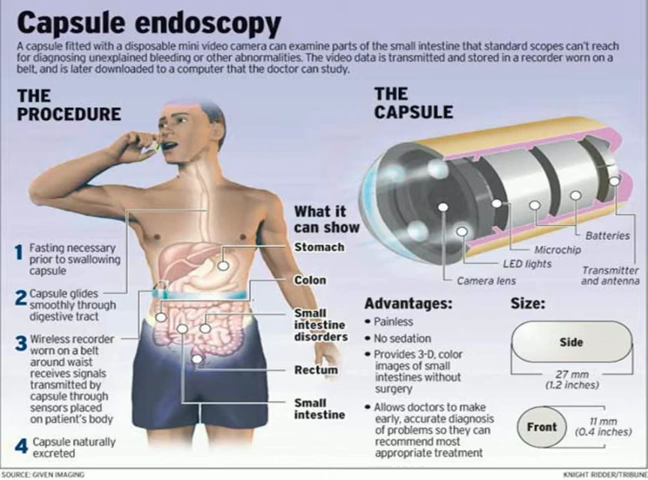 Capsule endoscopy
A capsule fitted with a disposable mini video camera can examine parts of the small intestine that standard scopes can't reach
for diagnosing unexplained bleeding or other abnormalities. The video data is transmitted and stored in a recorder worn on a
belt, and is later downloaded to a computer that the doctor can study.
THE
PROCEDURE
1 Fasting necessary
prior to swallowing
capsule
2 Capsule glides
smoothly through
digestive tract
3 Wireless recorder
worn on a belt
around waist
receives signals
transmitted by
capsule through
sensors placed
on patient's body
4 Capsule naturally
excreted
What it
can show
Stomach
Colon
Small
intestine
disorders
Rectum
Small
intestine
THE
CAPSULE
Batteries
Microchip
LED lights
Transmitter
and antenna
Camera lens
Advantages:
• Painless
• No sedation
• Provides 3-D, color
images of small
intestines without
surgery
• Allows doctors to make
early, accurate diagnosis
of problems so they can
recommend most
appropriate treatment
Size:
Side
27 mm
(1.2 inches)
Front
11 mm
(0.4 inches)
SOURCE: GIVEN IMAGING
KNIGHT RIDDER/TRIBUNE